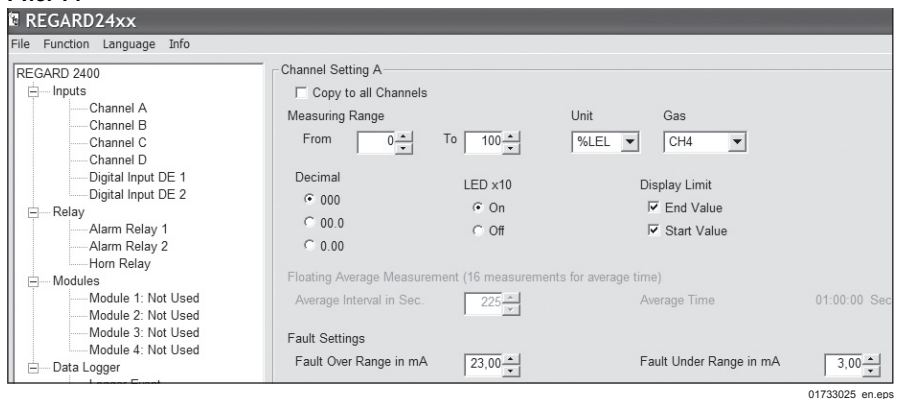 REGARD24xx
File Function Language Info
REGARD 2400
Inputs
Channel A
Channel B
Channel C
Channel D
Digital Input DE 1
Digital Input DE 2
Relay
Alarm Relay 1
Alarm Relay 2
Horn Relay
Modules
Module 1: Not Used
Module 2: Not Used
Module 3: Not Used
Module 4: Not Used
Data Logger
Channel Setting A
Copy to all Channels
Measuring Range Unit Gas
From 0 To 100 %LEL CH4
Decimal LED x10 Display Limit
000 On End Value
00.0 Off Start Value
0.00
Floating Average Measurement (16 measurements for average time)
Average Interval in Sec. 225 Average Time 01:00:00 Sec
Fault Settings
Fault Over Range in mA 23,00 Fault Under Range in mA 3,00
01733025_en.eps